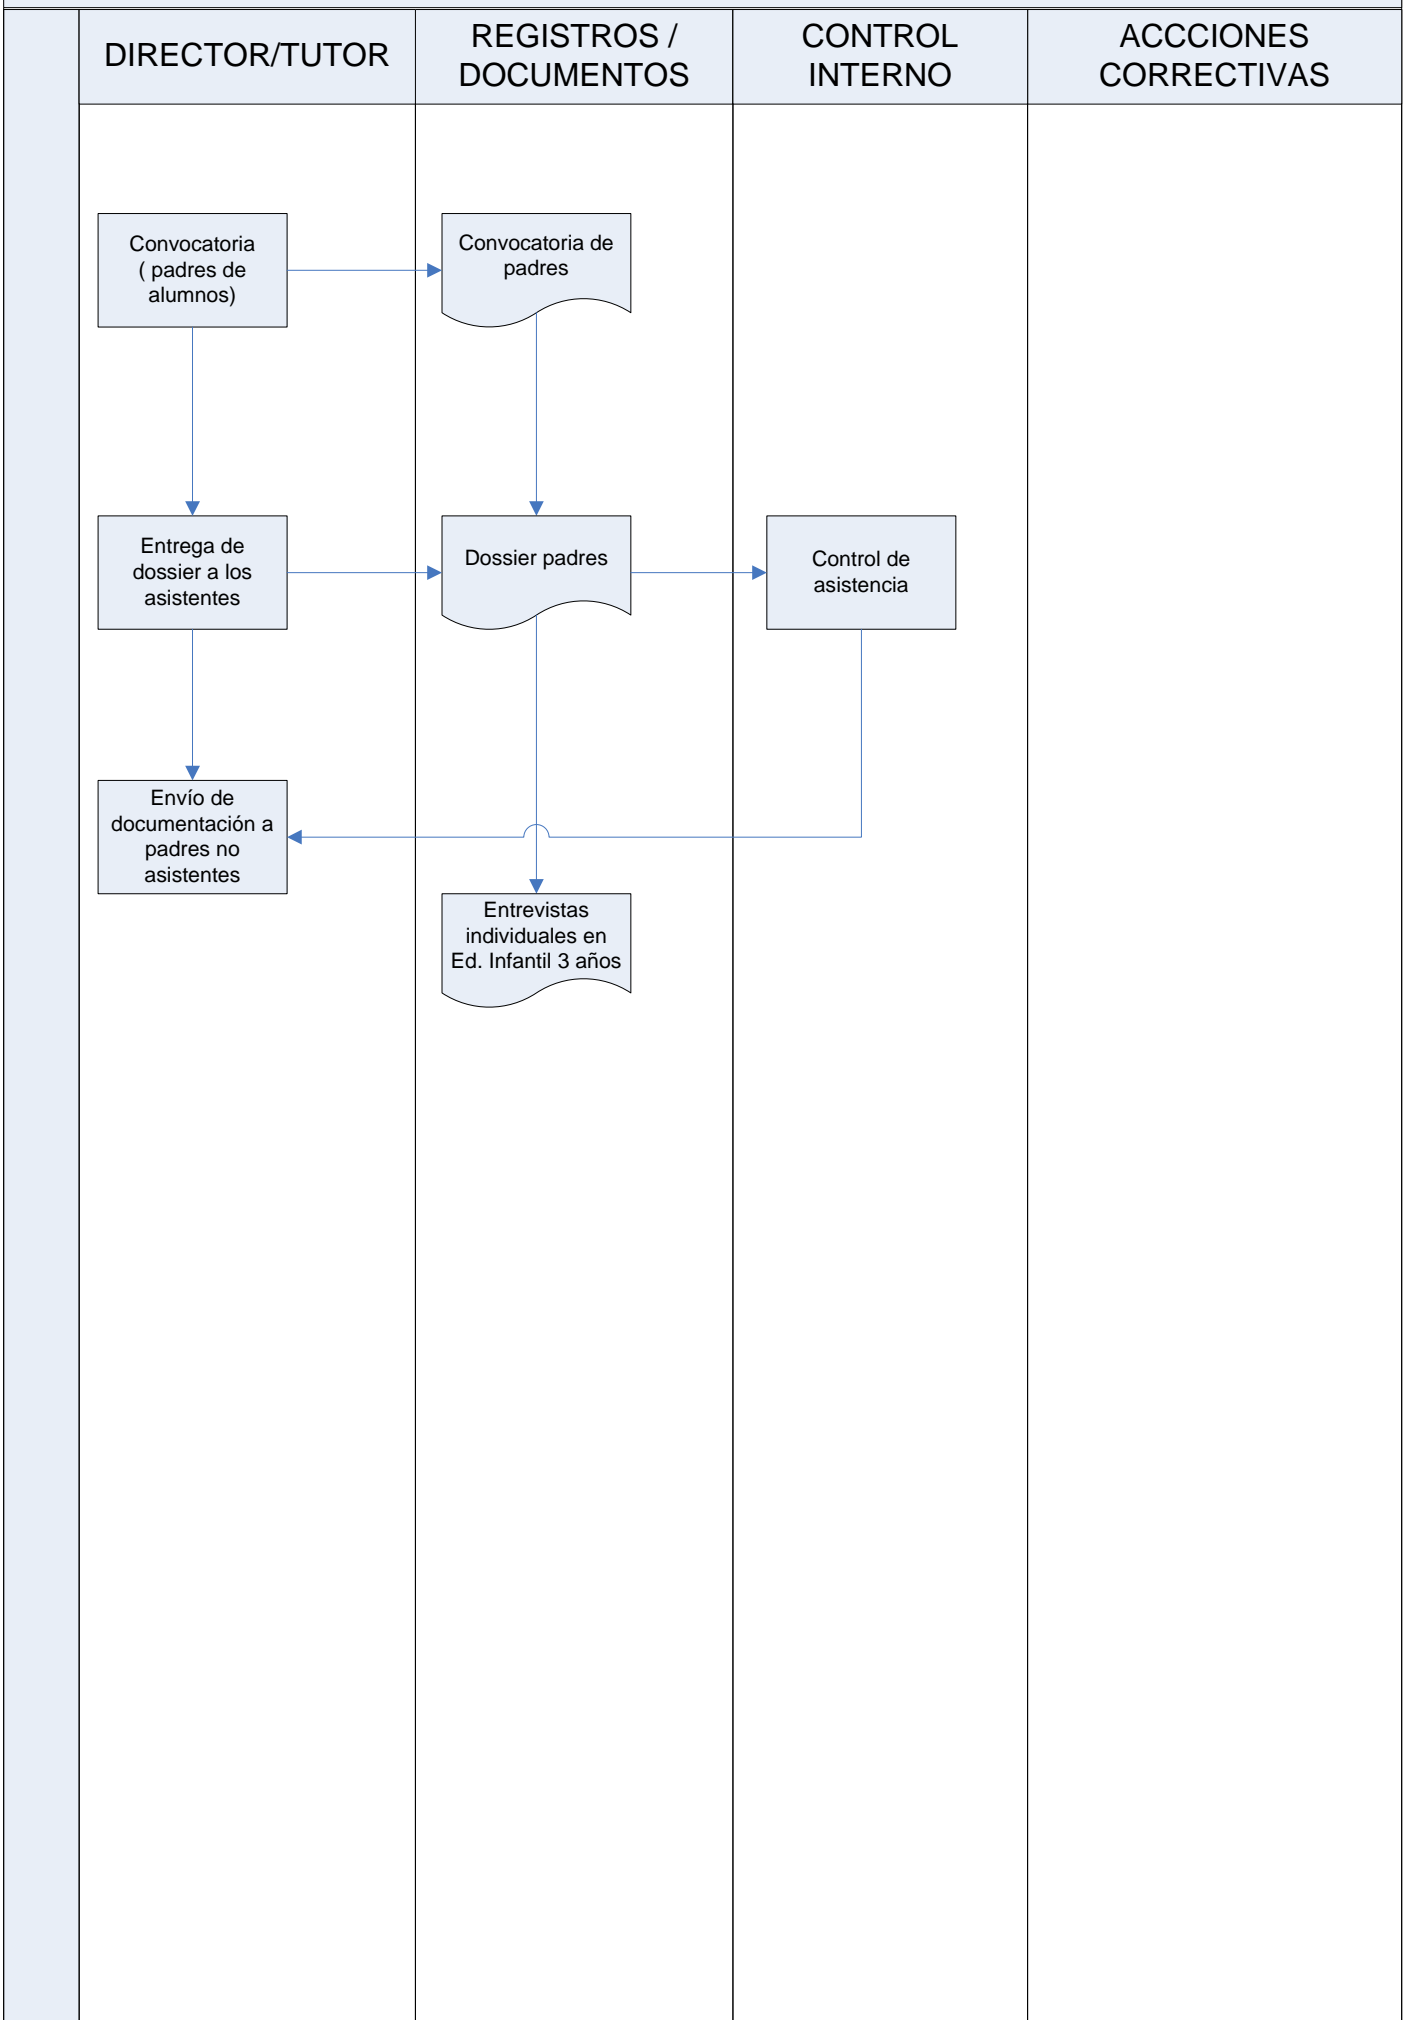 DIRECTOR/TUTOR
REGISTROS /
DOCUMENTOS
CONTROL
INTERNO
ACCCIONES
CORRECTIVAS
Convocatoria
( padres de
alumnos)
Convocatoria de
padres
Entrega de
dossier a los
asistentes
Dossier padres
Control de
asistencia
Envío de
documentación a
padres no
asistentes
Entrevistas
individuales en
Ed. Infantil 3 años